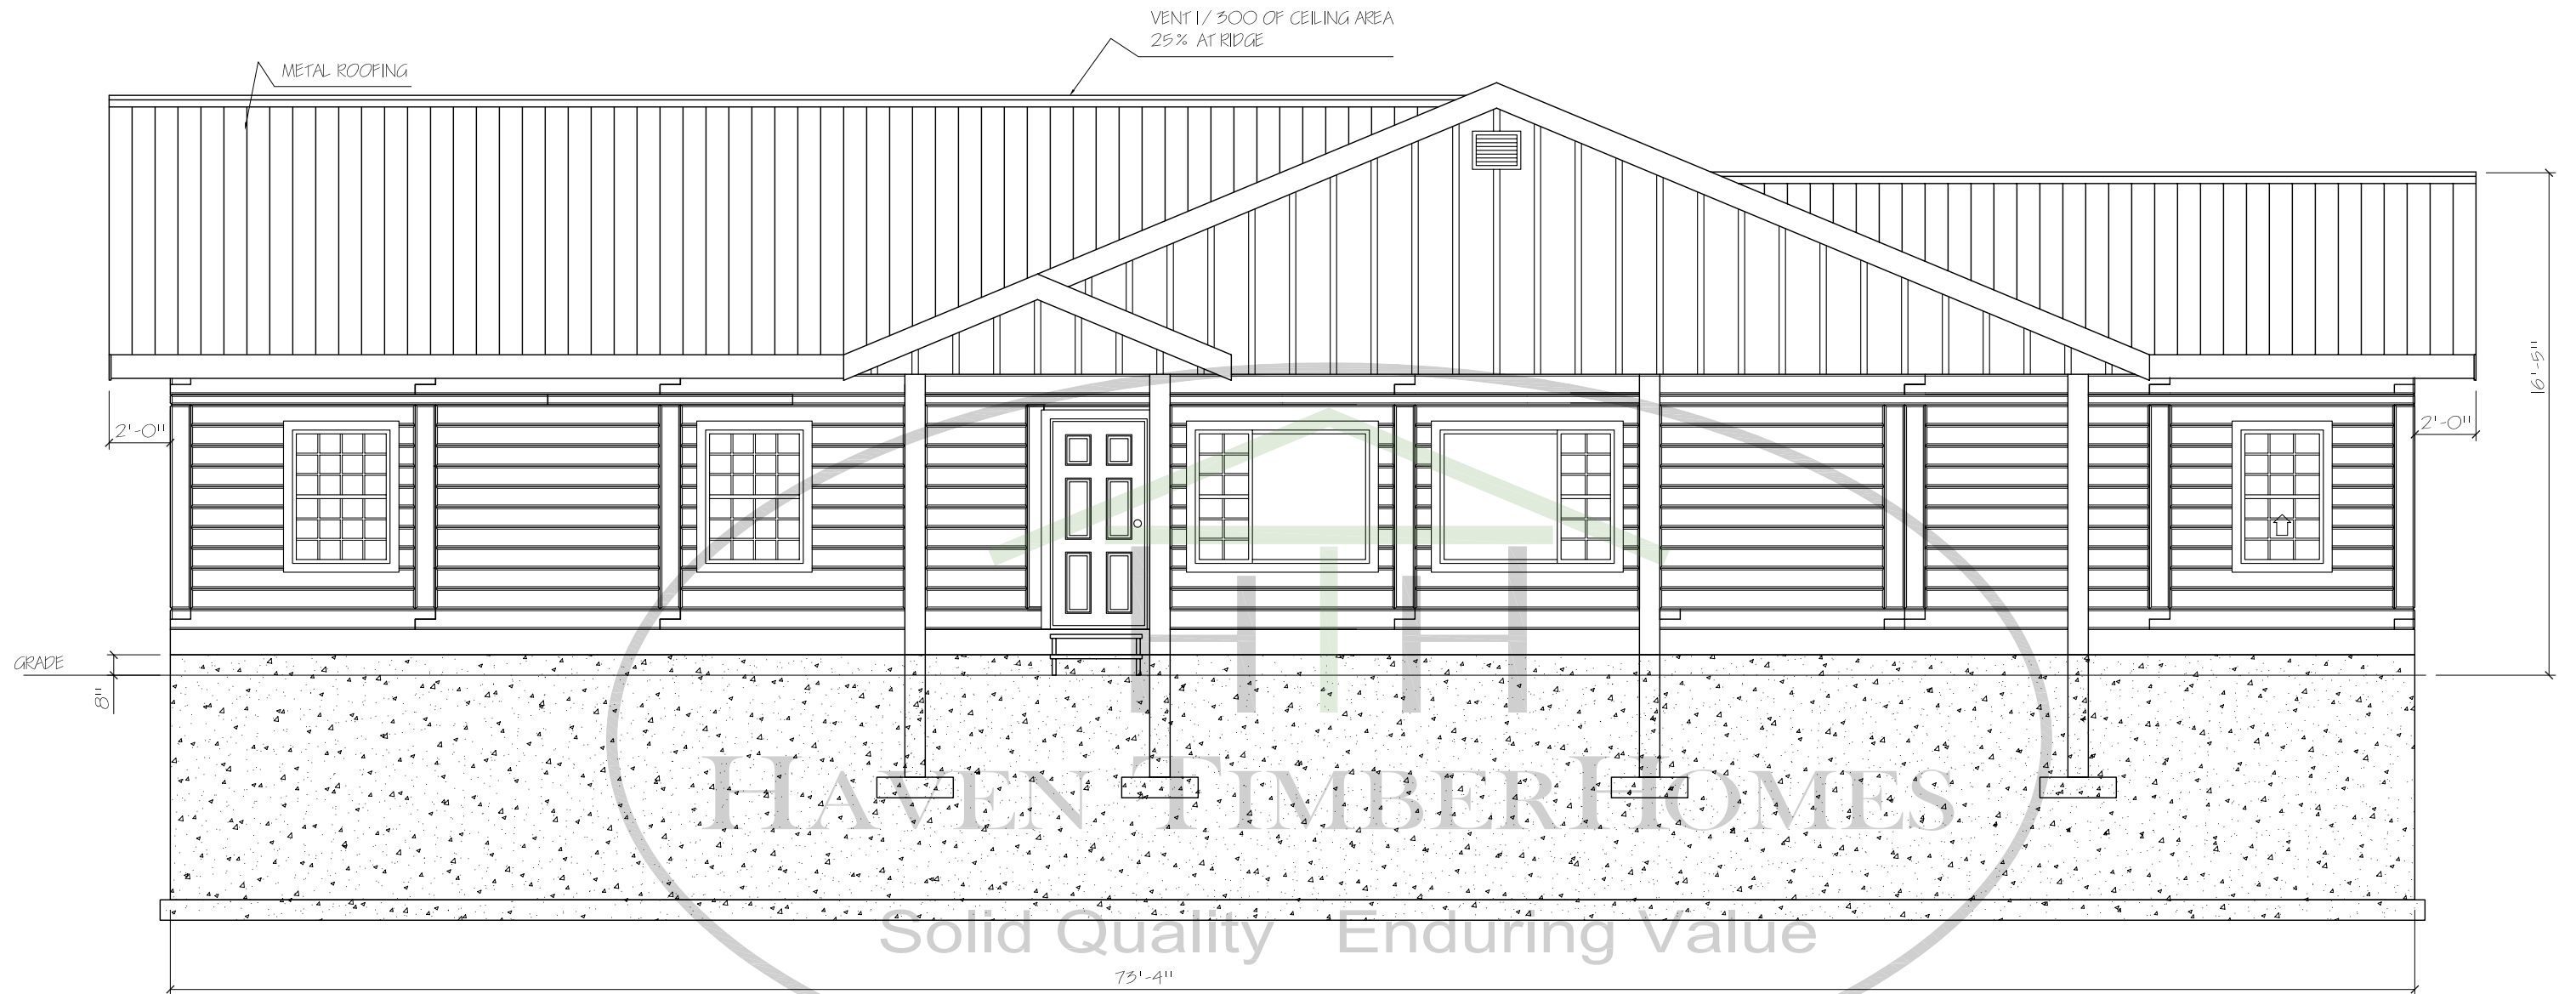 VENT 1/300 OF CEILING AREA
25% AT RIDGE
METAL ROOFING
2'-0"
2'-0"
16'-5"
GRADE
8"
HTH
HAVEN TIMBERHOMES
Solid Quality Enduring Value
73'-4"